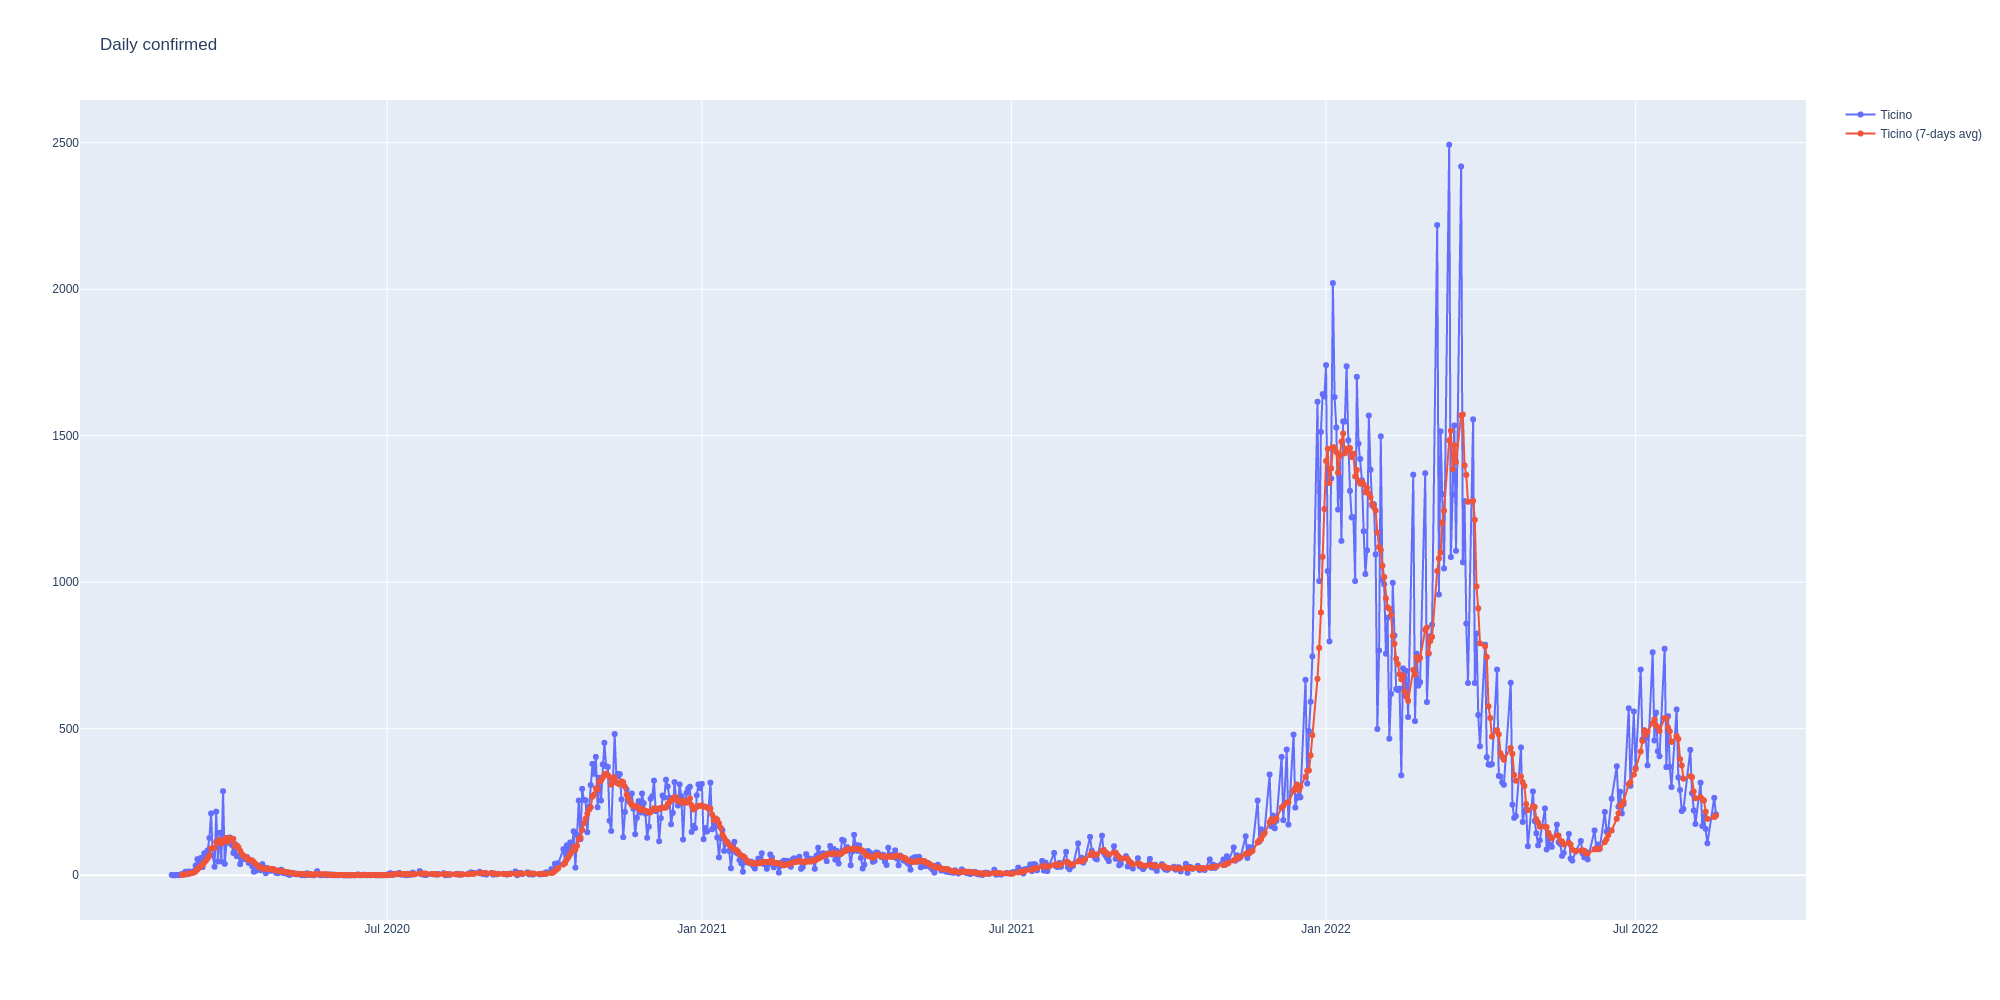 Daily confirmed
Ticino
Ticino (7-days avg)
2500
2000
1500
1000
500
0
Jul 2020
Jan 2021
Jul 2021
Jan 2022
Jul 2022